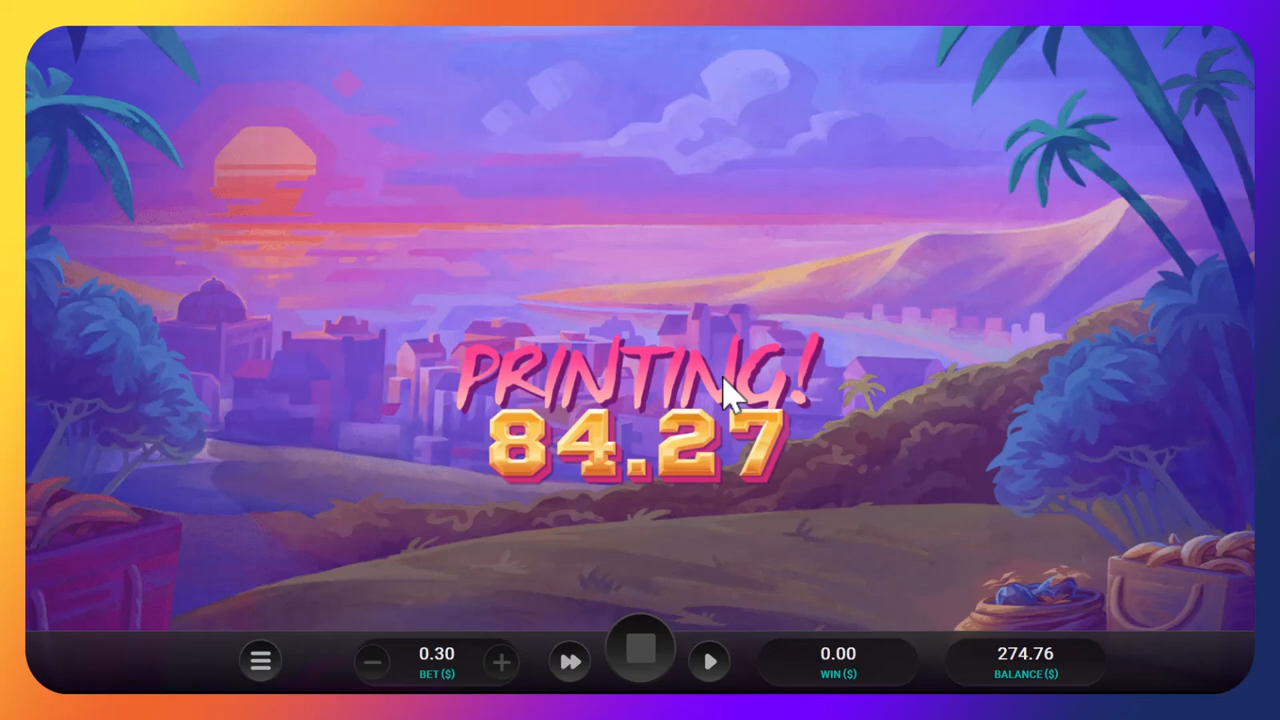 PRINTING!
84.27
0.30
BET ($)
0.00
WIN ($)
274.76
BALANCE ($)